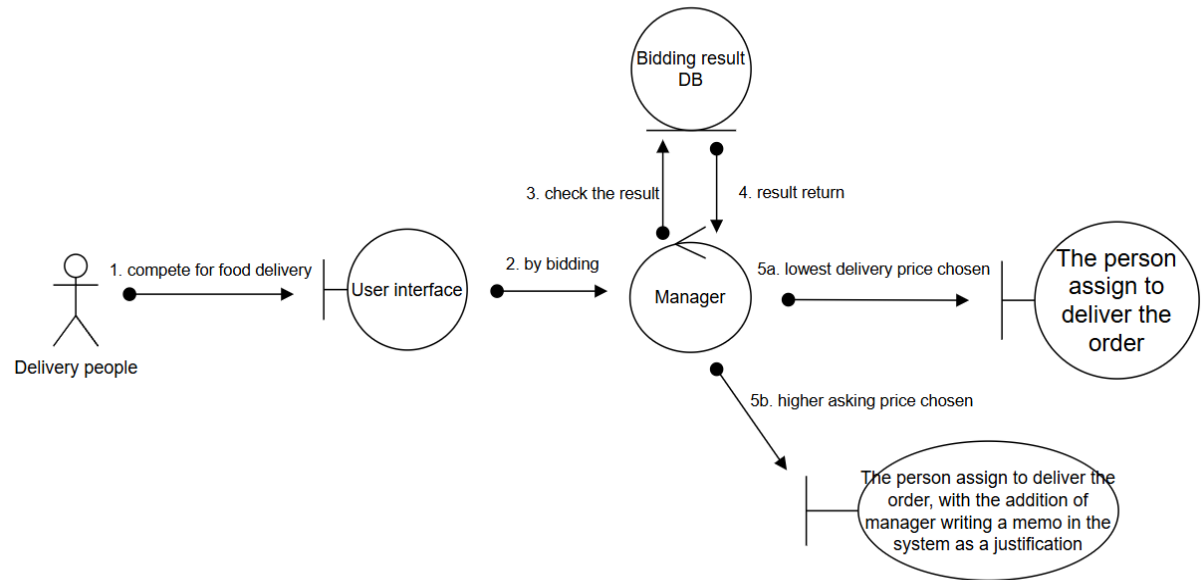 Bidding result
DB
3. check the result
4. result return
1. compete for food delivery
2. by bidding
5a. lowest delivery price chosen
User interface
Manager
The person
assign to
deliver the
order
Delivery people
5b. higher asking price chosen
The person assign to deliver the
order, with the addition of
manager writing a memo in the
system as a justification